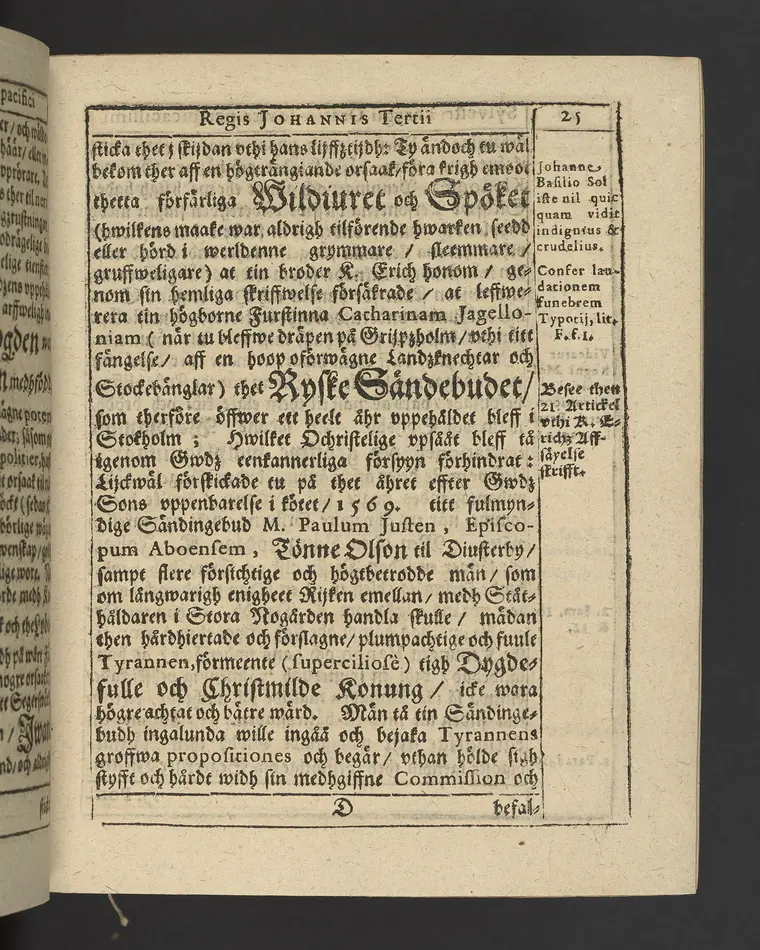 Regis JOHANNIS Tertii
25
sticka thet i skijdan vthi hans lijffztijdh: Ty ändoch tu wäl
bekom ther aff en högtrångiande orsaak/föra krigh emoot
thetta förfärliga Wildiuret och Spöket
(hwilkens maake war aldrigh tilförende hwarken seedd
eller hörd i werldenne grymmare / sleemmare /
gruffweligare) at tin broder K. Erich honom / ge-
nom sin hemliga skriffwelse försäkrade / at leffwe-
rera tin högborne Furstinna Catharinam Jagello-
niam ( när tu bleffwe dräpen på Grijpzholm/ vthi titt
fängelse/ aff en hoop oförwägne Landzknechtar och
Stockebånglar) thet Ryske Såndebudet/
som therföre öffwer ett heelt åhr vppehåldet bleff i
Stokholm ; Hwilket Ochristelige vpsååt bleff tå
igenom Gwdz eenkannerliga försyyn förhindrat :
Lijckwäl förskickade tu på thet åhret effter Gwdz
Sons vppenbarelse i kötet/ 1569. titt fulmyn-
dige Sändingebud M. Paulum Justen, Episco-
pum Aboensem, Tönne Olson til Diusterby/
sampt flere försichtige och högtbetrodde män/ som
om långwarigh enigheet Rijken emellan/ medh Ståt-
håldaren i Stora Nogården handla skulle/ mädan
then hårdhiertade och förslagne/ plumpachtige och fuule
Tyrannen, förmeente (superciliosè) tigh Dygde-
fulle och Christmilde Konung / icke wara
högre achtat och bätre wärd. Män tå tin Sändinge-
budh ingalunda wille ingåå och bejaka Tyrannens
groffwa propositiones och begär/ vthan hölde sigh
styfft och hårdt widh sin medhgiffne Commission och
D
befal-
Johanne
Basilio Sol
iste nil quic
quam vidit
indignius &
crudelius.
Confer lau-
dationem
funebrem
Typotij, lit.
F. f. 1.
Besee then
21. Artickel
vthi K. E-
richz Aff-
säyelse
skrifft.
pacifici